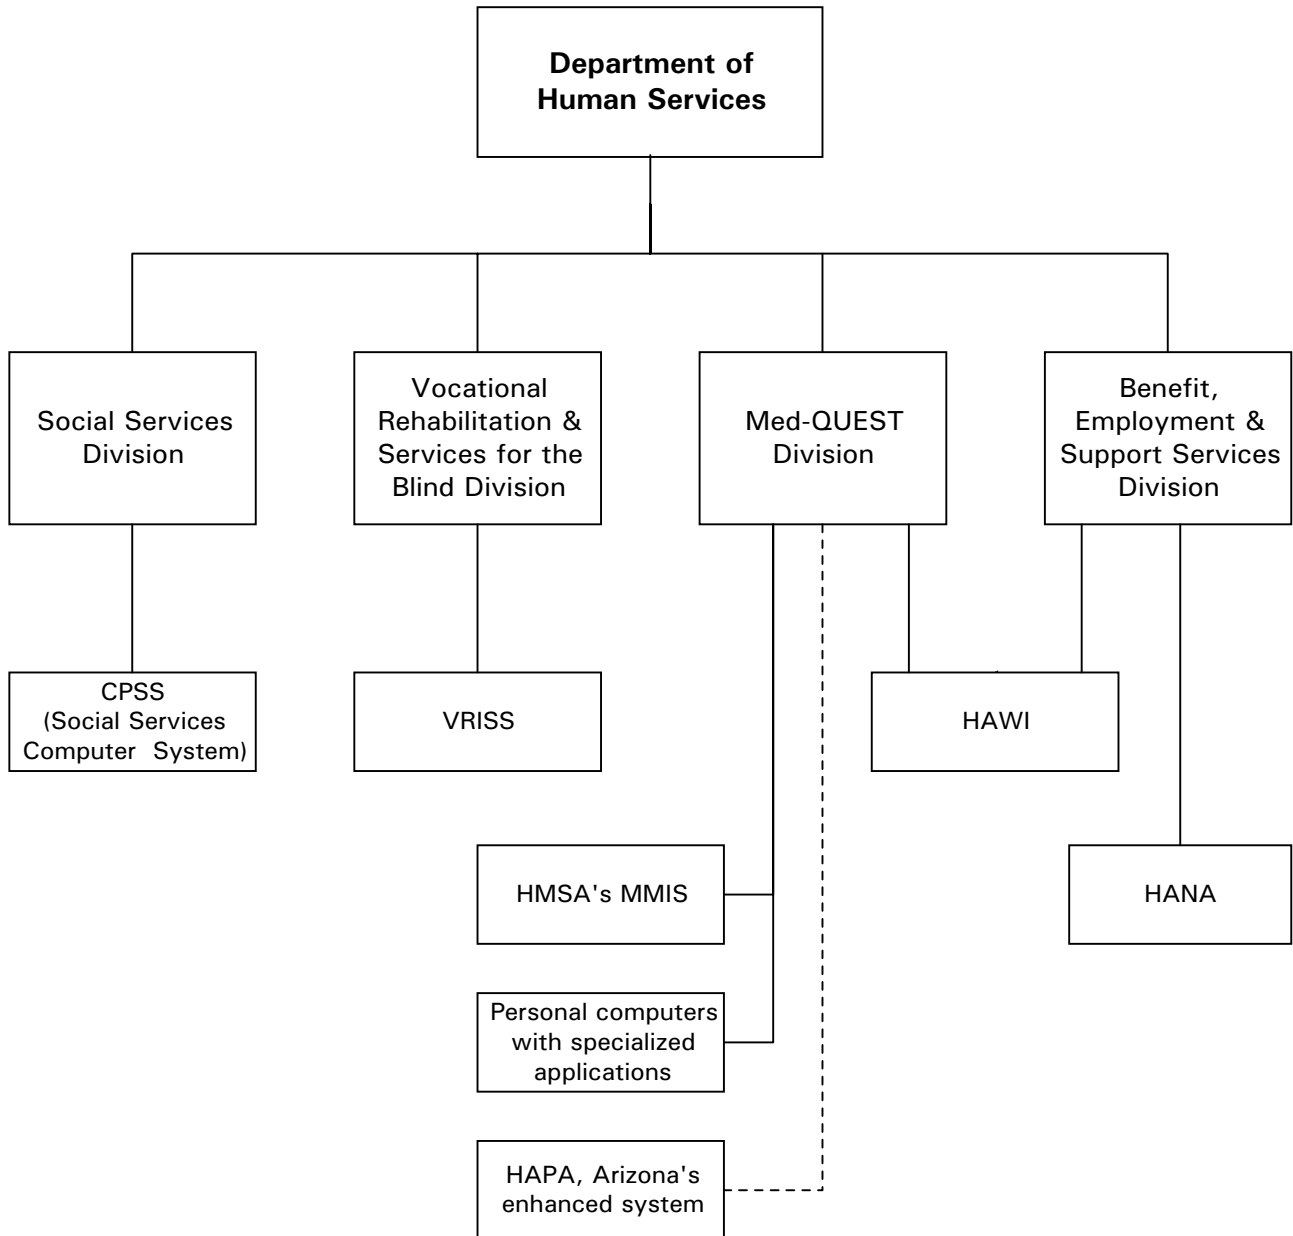 Department of
Human Services
Social Services
Division
Vocational
Rehabilitation &
Services for the
Blind Division
Med-QUEST
Division
Benefit,
Employment &
Support Services
Division
CPSS
(Social Services
Computer System)
VRISS
HAWI
HMSA's MMIS
HANA
Personal computers
with specialized
applications
HAPA, Arizona's
enhanced system